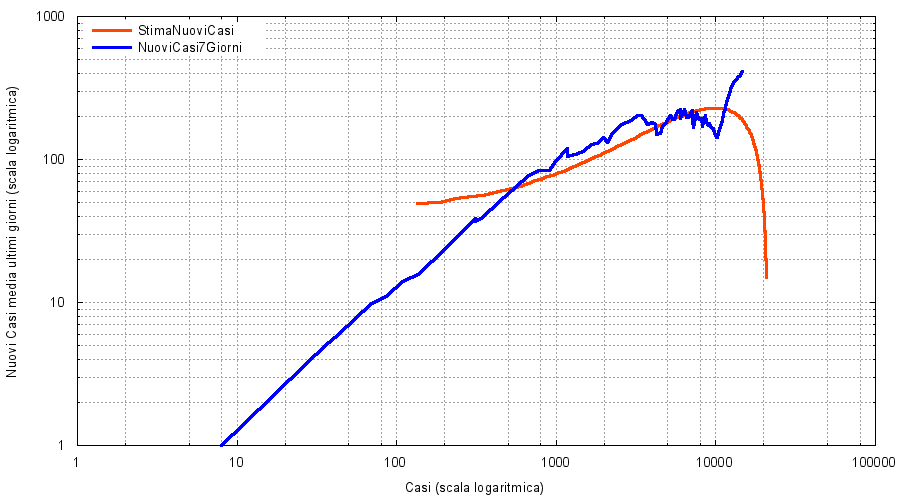 1000
StimaNuoviCasi
NuoviCasi7Giorni
100
10
1
Nuovi Casi media ultimi giorni (scala logaritmica)
1
10
100
1000
10000
100000
Casi (scala logaritmica)